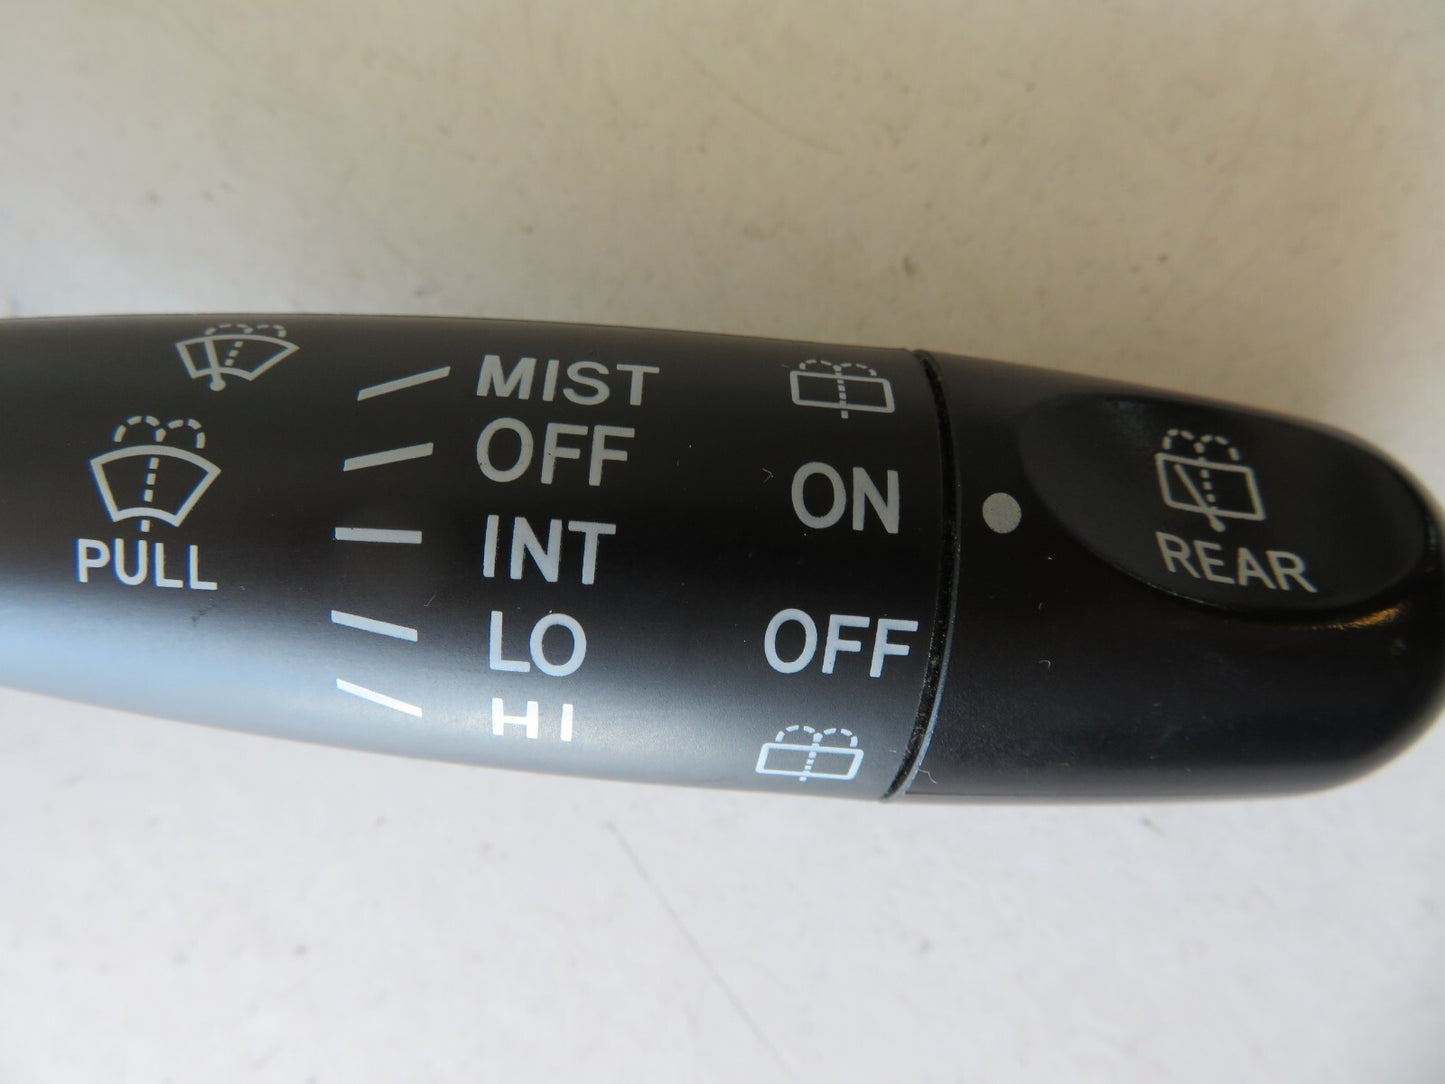 PULL
MIST
OFF
INT
LO
HI
ON
OFF
REAR